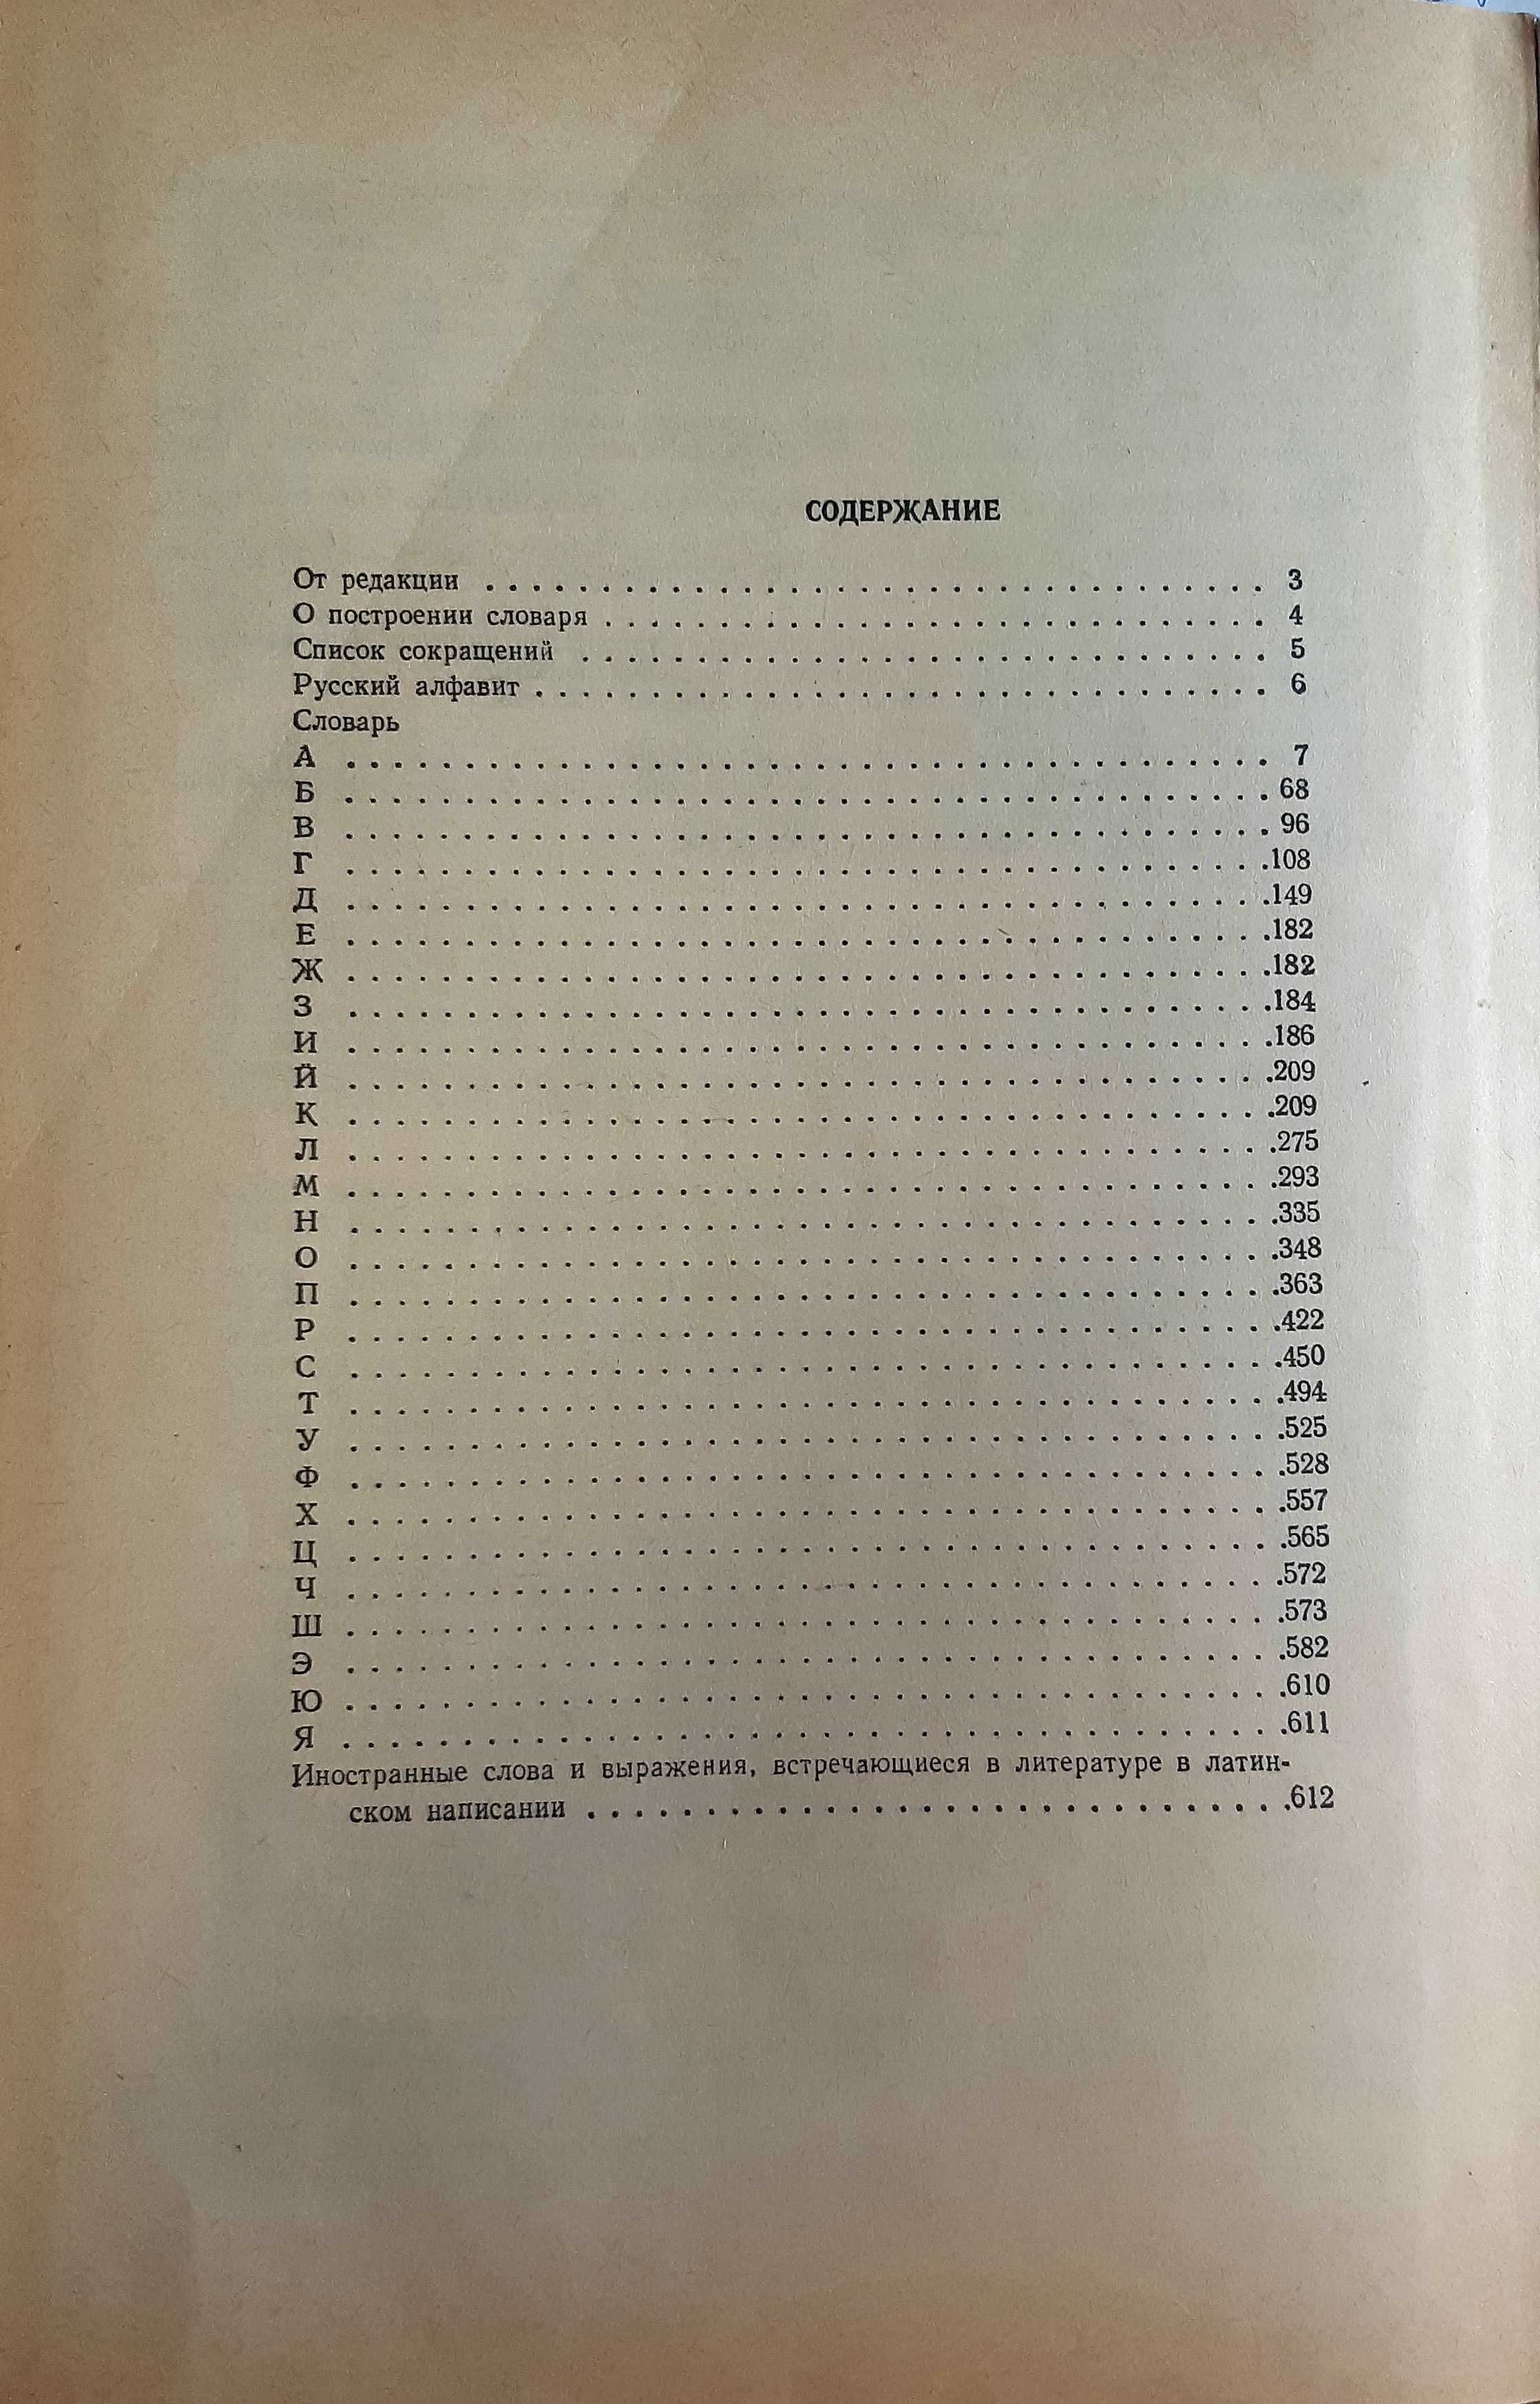 СОДЕРЖАНИЕ
От редакции . . . . . . . . . . 3
О построении словаря . . . . . . . . . . 4
Список сокращений . . . . . . . . . . 5
Русский алфавит . . . . . . . . . . 6
Словарь
А . . . . . . . . . . 7
Б . . . . . . . . . . 68
В . . . . . . . . . . 96
Г . . . . . . . . . . 108
Д . . . . . . . . . . 149
Е . . . . . . . . . . 182
Ж . . . . . . . . . . 182
З . . . . . . . . . . 184
И . . . . . . . . . . 186
Й . . . . . . . . . . 209
К . . . . . . . . . . 209
Л . . . . . . . . . . 275
М . . . . . . . . . . 293
Н . . . . . . . . . . 335
О . . . . . . . . . . 348
П . . . . . . . . . . 363
Р . . . . . . . . . . 422
С . . . . . . . . . . 450
Т . . . . . . . . . . 494
У . . . . . . . . . . 525
Ф . . . . . . . . . . 528
Х . . . . . . . . . . 557
Ц . . . . . . . . . . 565
Ч . . . . . . . . . . 572
Ш . . . . . . . . . . 573
Э . . . . . . . . . . 582
Ю . . . . . . . . . . 610
Я . . . . . . . . . . 611
Иностранные слова и выражения, встречающиеся в литературе в латин-
ском написании . . . . . . . . . . 612